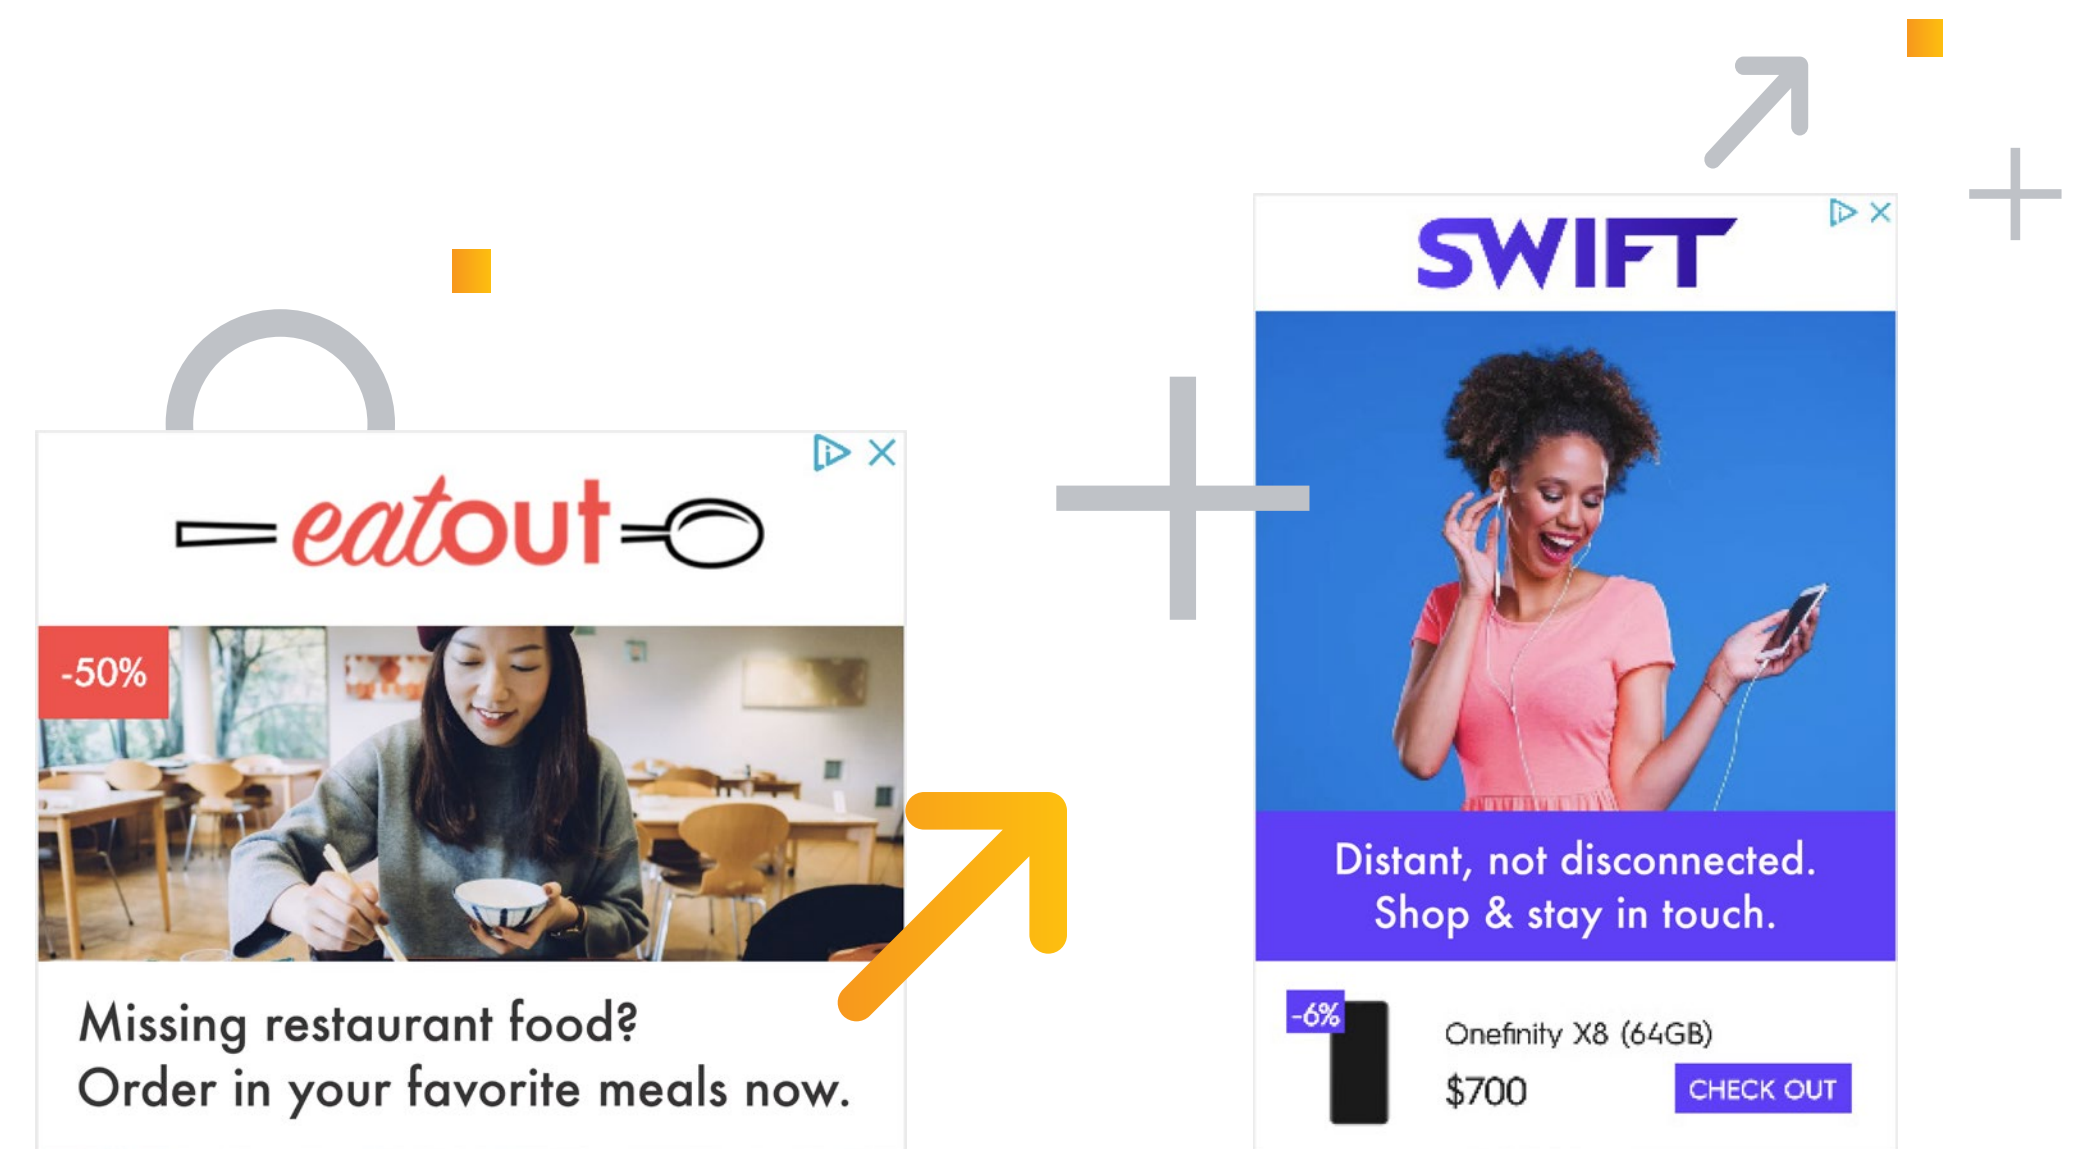 eatout
-50%
Missing restaurant food?
Order in your favorite meals now.
SWIFT
Distant, not disconnected.
Shop & stay in touch.
-6%
Onefinity X8 (64GB)
$700
CHECK OUT